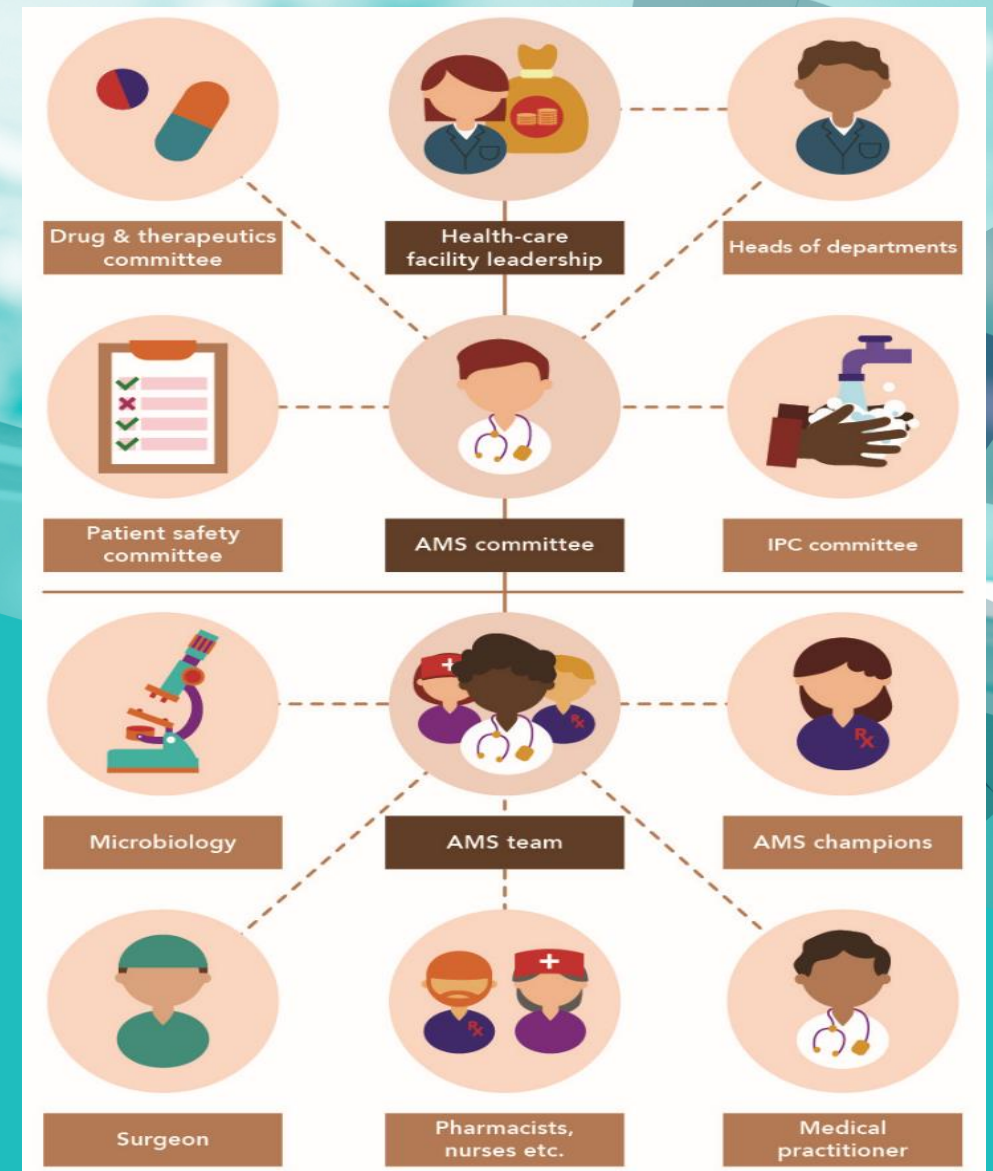 Drug & therapeutics
committee
Health-care
facility leadership
Heads of departments
Patient safety
committee
AMS committee
IPC committee
Microbiology
AMS team
AMS champions
Surgeon
Pharmacists,
nurses etc.
Medical
practitioner